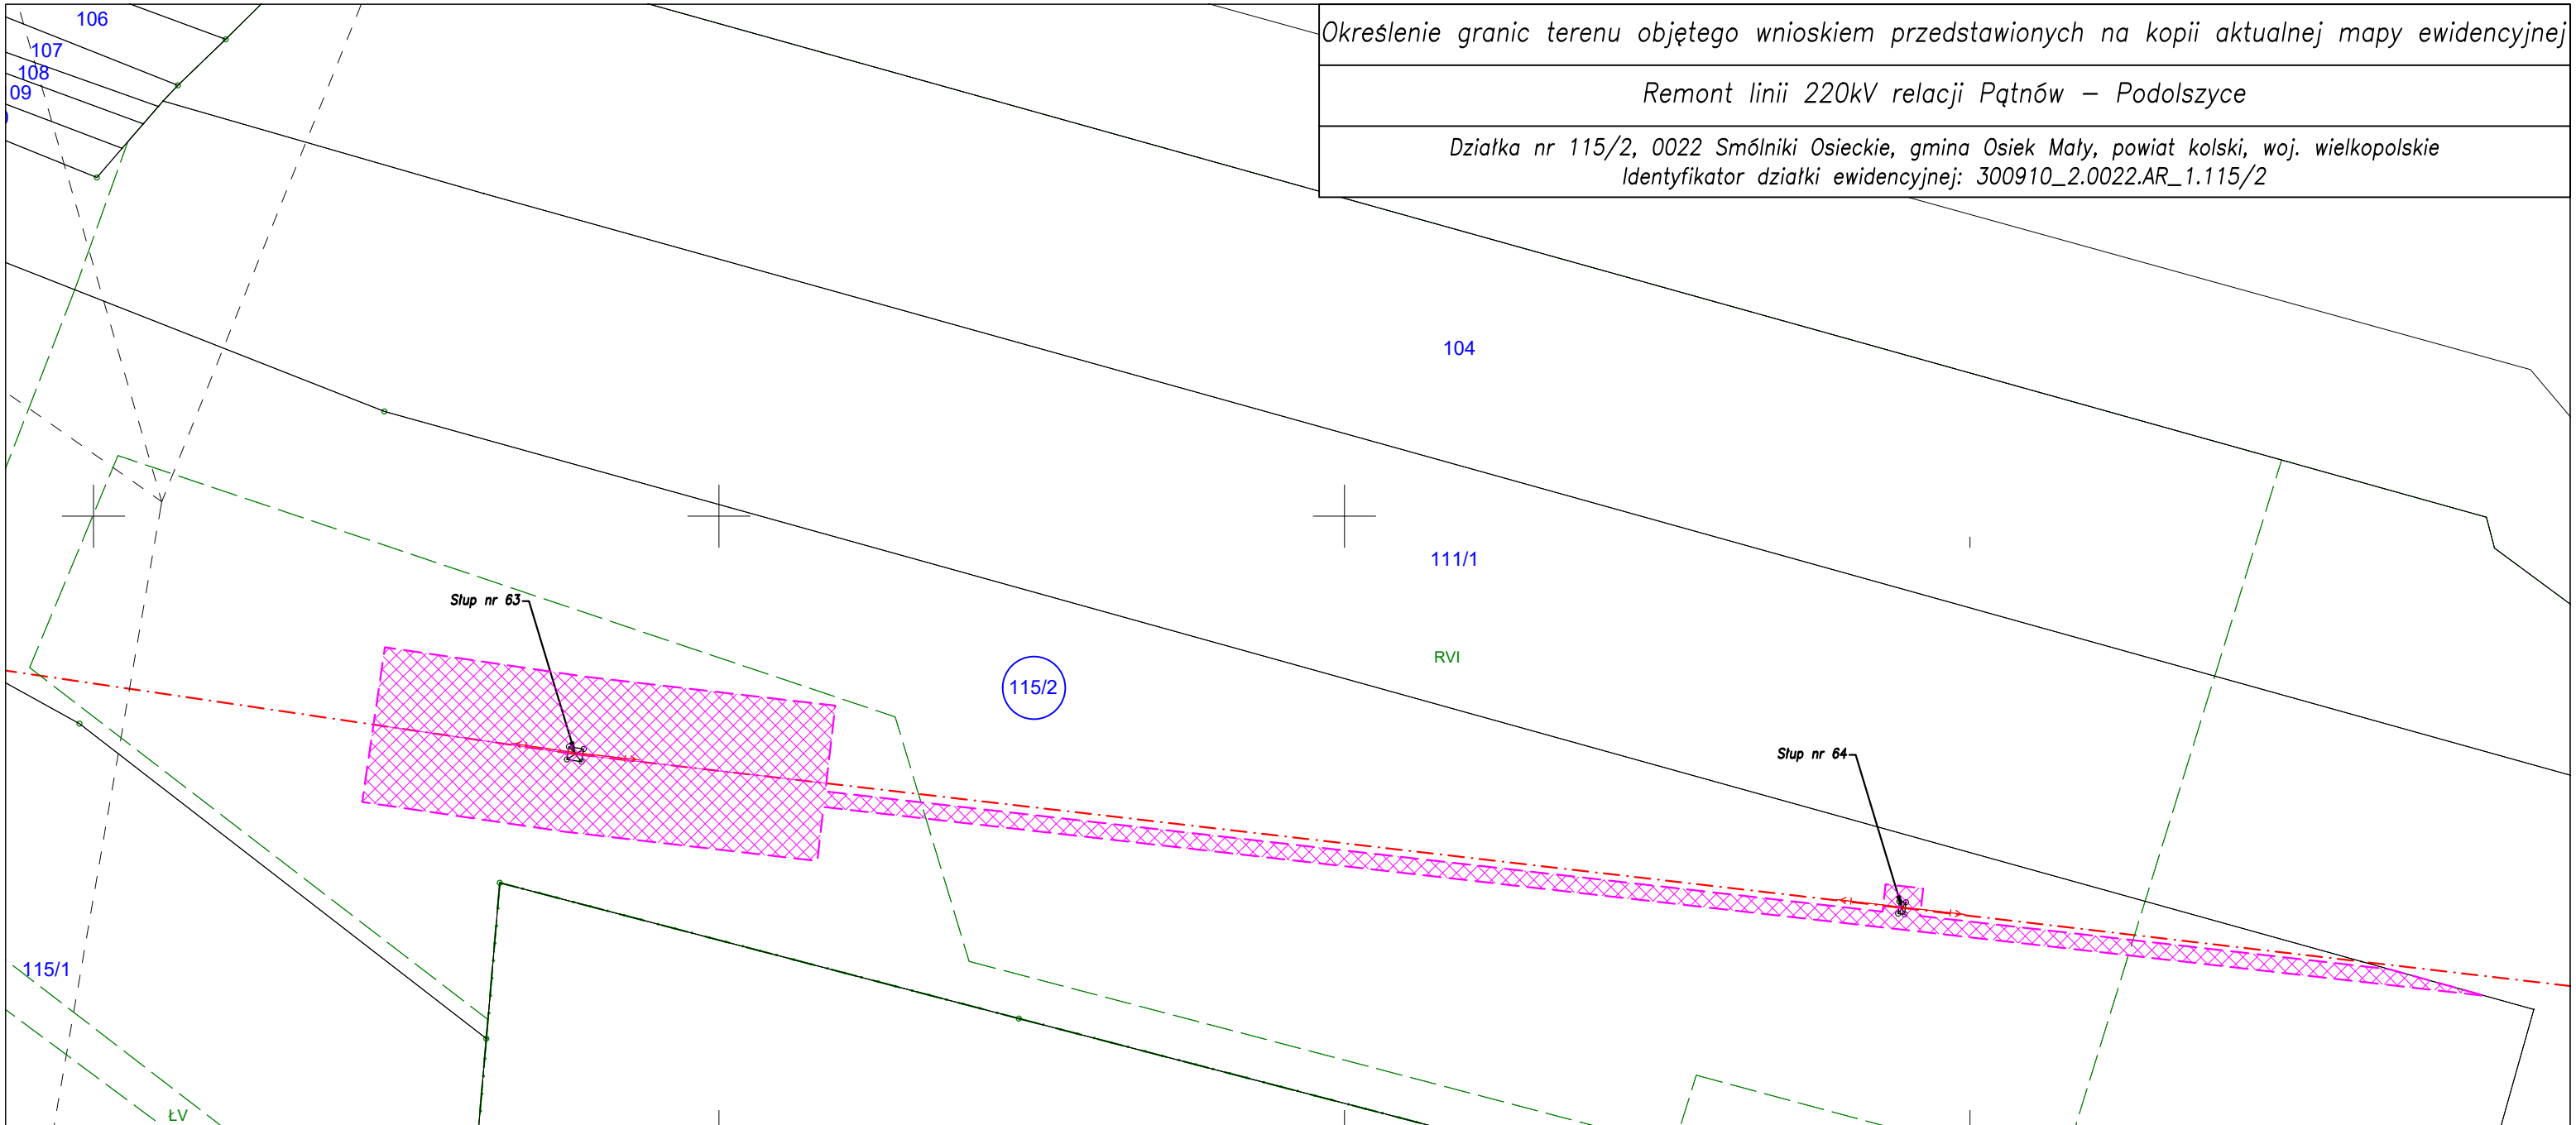 Określenie granic terenu objętego wnioskiem przedstawionych na kopii aktualnej mapy ewidencyjnej
Remont linii 220kV relacji Pątnów – Podolszyce
Działka nr 115/2, 0022 Smólniki Osieckie, gmina Osiek Mały, powiat kolski, woj. wielkopolskie
Identyfikator działki ewidencyjnej: 300910_2.0022.AR_1.115/2
106
107
108
09
104
111/1
Słup nr 63
RVI
115/2
Słup nr 64
115/1
ŁV